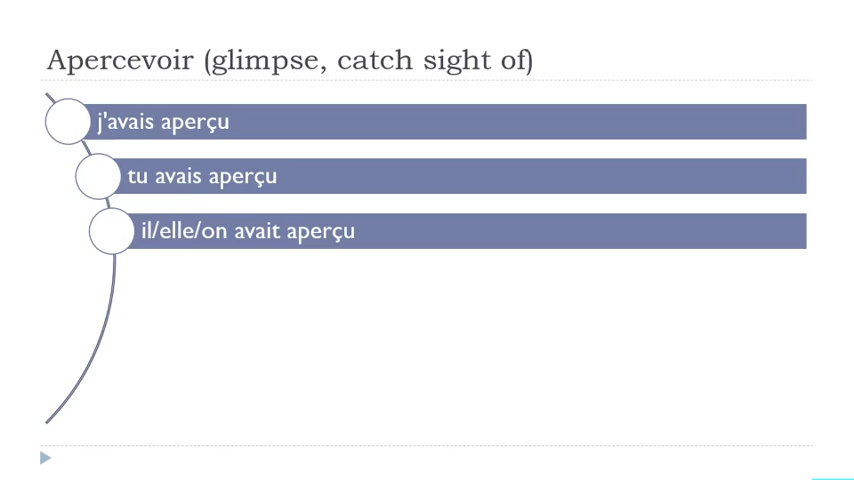 Apercevoir (glimpse, catch sight of)
j'avais aperçu
tu avais aperçu
il/elle/on avait aperçu